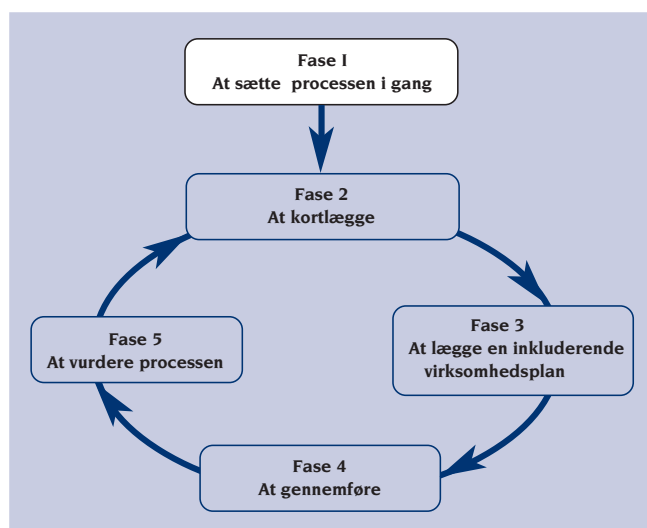 Fase I
At sætte processen i gang
Fase 2
At kortlægge
Fase 3
At lægge en inkluderende
virksomhedsplan
Fase 4
At gennemføre
Fase 5
At vurdere processen